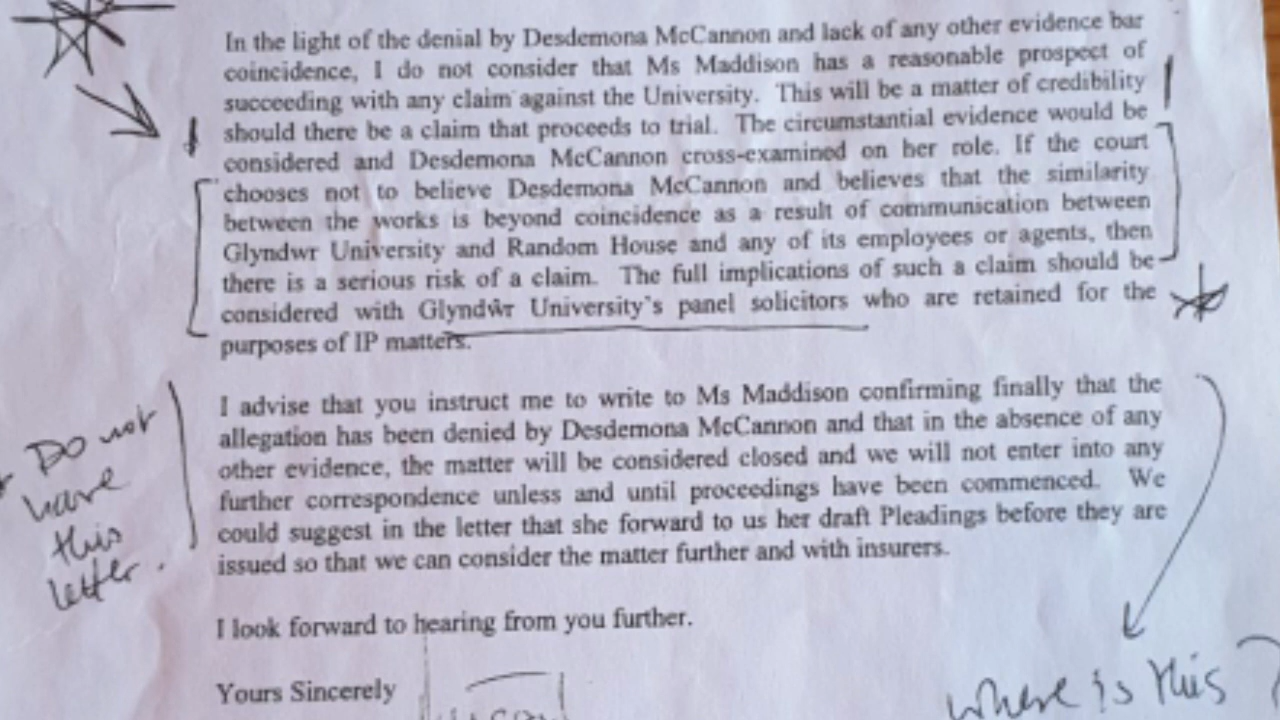 In the light of the denial by Desdemona McCannon and lack of any other evidence bar
coincidence, I do not consider that Ms Maddison has a reasonable prospect of
succeeding with any claim against the University. This will be a matter of credibility
should there be a claim that proceeds to trial. The circumstantial evidence would be
considered and Desdemona McCannon cross-examined on her role. If the court
chooses not to believe Desdemona McCannon and believes that the similarity
between the works is beyond coincidence as a result of communication between
Glyndwr University and Random House and any of its employees or agents, then
there is a serious risk of a claim. The full implications of such a claim should be
considered with Glyndŵr University's panel solicitors who are retained for the
purposes of IP matters.
I advise that you instruct me to write to Ms Maddison confirming finally that the
allegation has been denied by Desdemona McCannon and that in the absence of any
other evidence, the matter will be considered closed and we will not enter into any
further correspondence unless and until proceedings have been commenced. We
could suggest in the letter that she forward to us her draft Pleadings before they are
issued so that we can consider the matter further and with insurers.
Do not
have
this
letter.
I look forward to hearing from you further.
Yours Sincerely
Where is this?